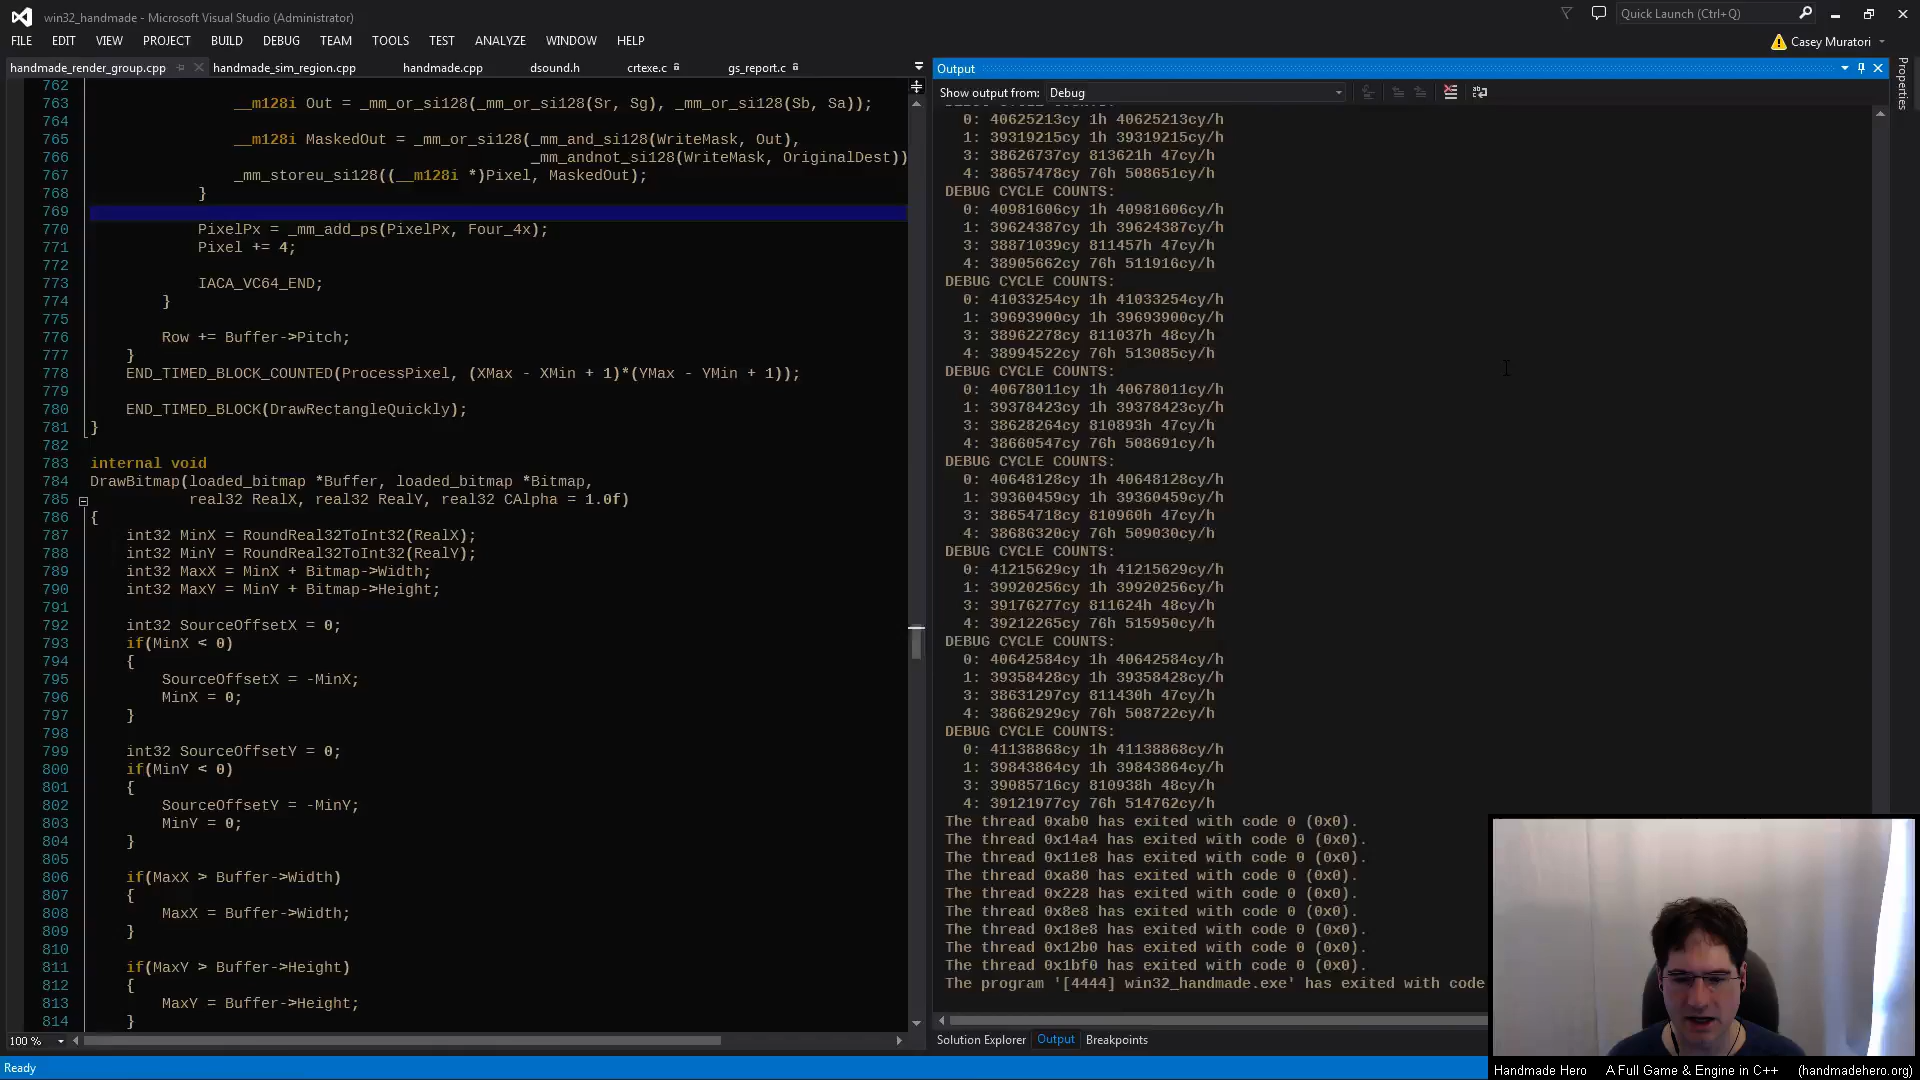 win32_handmade - Microsoft Visual Studio (Administrator)
Quick Launch (Ctrl+Q)
FILE EDIT VIEW PROJECT BUILD DEBUG TEAM TOOLS TEST ANALYZE WINDOW HELP
Casey Muratori
handmade_render_group.cpp handmade_sim_region.cpp handmade.cpp dsound.h crtexe.c gs_report.c
762
763 __m128i Out = _mm_or_si128(_mm_or_si128(Sr, Sg), _mm_or_si128(Sb, Sa));
764
765 __m128i MaskedOut = _mm_or_si128(_mm_and_si128(WriteMask, Out),
766 _mm_andnot_si128(WriteMask, OriginalDest))
767 _mm_storeu_si128((__m128i *)Pixel, MaskedOut);
768 }
769
770 PixelPx = _mm_add_ps(PixelPx, Four_4x);
771 Pixel += 4;
772
773 IACA_VC64_END;
774 }
775
776 Row += Buffer->Pitch;
777 }
778 END_TIMED_BLOCK_COUNTED(ProcessPixel, (XMax - XMin + 1)*(YMax - YMin + 1));
779
780 END_TIMED_BLOCK(DrawRectangleQuickly);
781 }
782
783 internal void
784 DrawBitmap(loaded_bitmap *Buffer, loaded_bitmap *Bitmap,
785 real32 RealX, real32 RealY, real32 CAlpha = 1.0f)
786 {
787 int32 MinX = RoundReal32ToInt32(RealX);
788 int32 MinY = RoundReal32ToInt32(RealY);
789 int32 MaxX = MinX + Bitmap->Width;
790 int32 MaxY = MinY + Bitmap->Height;
791
792 int32 SourceOffsetX = 0;
793 if(MinX < 0)
794 {
795 SourceOffsetX = -MinX;
796 MinX = 0;
797 }
798
799 int32 SourceOffsetY = 0;
800 if(MinY < 0)
801 {
802 SourceOffsetY = -MinY;
803 MinY = 0;
804 }
805
806 if(MaxX > Buffer->Width)
807 {
808 MaxX = Buffer->Width;
809 }
810
811 if(MaxY > Buffer->Height)
812 {
813 MaxY = Buffer->Height;
814 }
100 %
Output
Show output from: Debug
0: 40625213cy 1h 40625213cy/h
1: 39319215cy 1h 39319215cy/h
3: 38626737cy 813621h 47cy/h
4: 38657478cy 76h 508651cy/h
DEBUG CYCLE COUNTS:
0: 40981606cy 1h 40981606cy/h
1: 39624387cy 1h 39624387cy/h
3: 38871039cy 811457h 47cy/h
4: 38905662cy 76h 511916cy/h
DEBUG CYCLE COUNTS:
0: 41033254cy 1h 41033254cy/h
1: 39693900cy 1h 39693900cy/h
3: 38962278cy 811037h 48cy/h
4: 38994522cy 76h 513085cy/h
DEBUG CYCLE COUNTS:
0: 40678011cy 1h 40678011cy/h
1: 39378423cy 1h 39378423cy/h
3: 38628264cy 810893h 47cy/h
4: 38660547cy 76h 508691cy/h
DEBUG CYCLE COUNTS:
0: 40648128cy 1h 40648128cy/h
1: 39360459cy 1h 39360459cy/h
3: 38654718cy 810960h 47cy/h
4: 38686320cy 76h 509030cy/h
DEBUG CYCLE COUNTS:
0: 41215629cy 1h 41215629cy/h
1: 39920256cy 1h 39920256cy/h
3: 39176277cy 811624h 48cy/h
4: 39212265cy 76h 515950cy/h
DEBUG CYCLE COUNTS:
0: 40642584cy 1h 40642584cy/h
1: 39358428cy 1h 39358428cy/h
3: 38631297cy 811430h 47cy/h
4: 38662929cy 76h 508722cy/h
DEBUG CYCLE COUNTS:
0: 41138868cy 1h 41138868cy/h
1: 39843864cy 1h 39843864cy/h
3: 39085716cy 810938h 48cy/h
4: 39121977cy 76h 514762cy/h
The thread 0xab0 has exited with code 0 (0x0).
The thread 0x14a4 has exited with code 0 (0x0).
The thread 0x11e8 has exited with code 0 (0x0).
The thread 0xa80 has exited with code 0 (0x0).
The thread 0x228 has exited with code 0 (0x0).
The thread 0x8e8 has exited with code 0 (0x0).
The thread 0x18e8 has exited with code 0 (0x0).
The thread 0x12b0 has exited with code 0 (0x0).
The thread 0x1bf0 has exited with code 0 (0x0).
The program '[4444] win32_handmade.exe' has exited with code
Solution Explorer Output Breakpoints
Properties
Ready
Handmade Hero A Full Game & Engine in C++ (handmadehero.org)